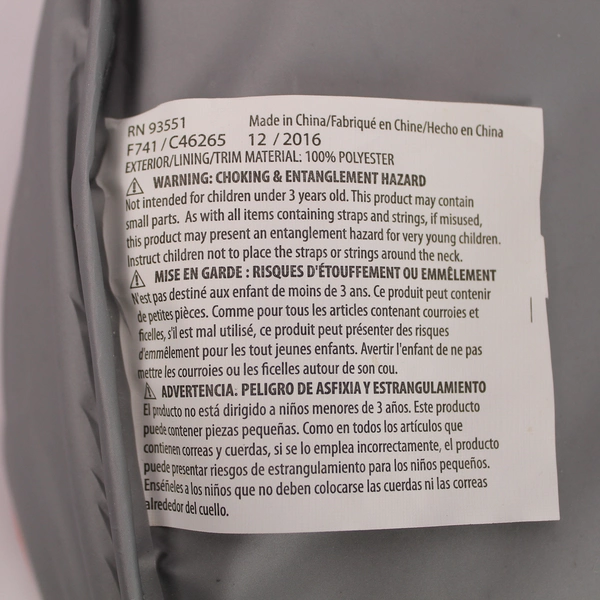 RN 93551 Made in China/Fabriqué en Chine/Hecho en China
F741/C46265 12/2016
EXTERIOR/LINING/TRIM MATERIAL: 100% POLYESTER
WARNING: CHOKING & ENTANGLEMENT HAZARD
Not intended for children under 3 years old. This product may contain
small parts. As with all items containing straps and strings, if misused,
this product may present an entanglement hazard for very young children.
Instruct children not to place the straps or strings around the neck.
MISE EN GARDE : RISQUES D'ÉTOUFFEMENT OU EMMÊLEMENT
N'est pas destiné aux enfant de moins de 3 ans. Ce produit peut contenir
de petites pièces. Comme pour tous les articles contenant courroies et
ficelles, s'il est mal utilisé, ce produit peut présenter des risques
d'emmêlement pour les tout jeunes enfants. Avertir l'enfant de ne pas
mettre les courroies ou les ficelles autour de son cou.
ADVERTENCIA. PELIGRO DE ASFIXIA Y ESTRANGULAMIENTO
El producto no está dirigido a niños menores de 3 años. Este producto
puede contener piezas pequeñas. Como en todos los artículos que
contienen correas y cuerdas, si se lo emplea incorrectamente, el producto
puede presentar riesgos de estrangulamiento para los niños pequeños.
Enséñeles a los niños que no deben colocarse las cuerdas ni las correas
alrededor del cuello.